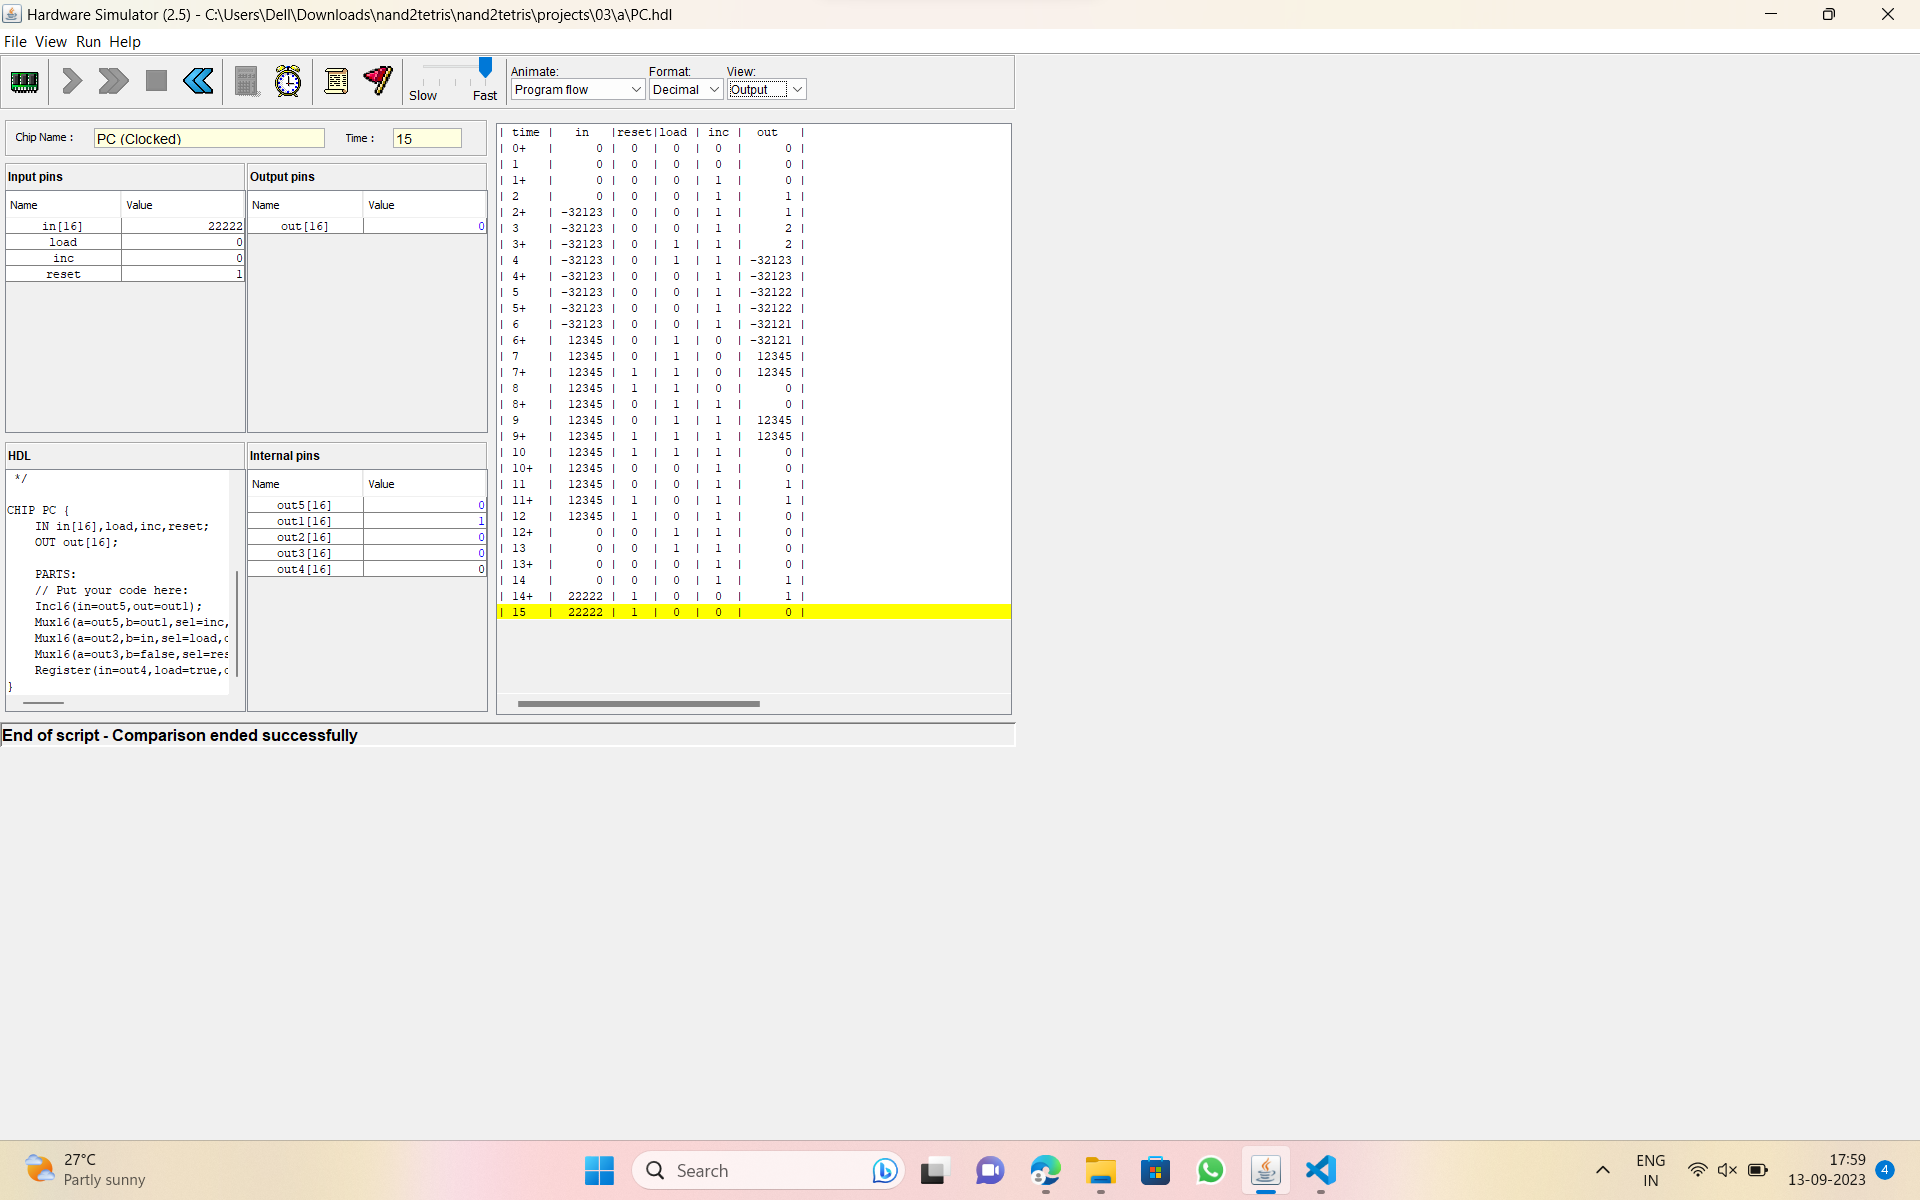 Hardware Simulator (2.5) - C:\Users\Dell\Downloads\nand2tetris\nand2tetris\projects\03\a\PC.hdl
File View Run Help
Slow Fast
Animate: Format: View:
Program flow Decimal Output
Chip Name : PC (Clocked) Time : 15
Input pins
Name Value
in[16] 22222
load 0
inc 0
reset 1
Output pins
Name Value
out[16] 0
HDL
*/
CHIP PC {
IN in[16],load,inc,reset;
OUT out[16];
PARTS:
// Put your code here:
Inc16(in=out5,out=out1);
Mux16(a=out5,b=out1,sel=inc,
Mux16(a=out2,b=in,sel=load,
Mux16(a=out3,b=false,sel=res
Register(in=out4,load=true,
}
Internal pins
Name Value
out5[16] 0
out1[16] 1
out2[16] 0
out3[16] 0
out4[16] 0
| time | in |reset|load | inc | out |
| 0+ | 0 | 0 | 0 | 0 | 0 |
| 1 | 0 | 0 | 0 | 0 | 0 |
| 1+ | 0 | 0 | 0 | 1 | 0 |
| 2 | 0 | 0 | 0 | 1 | 1 |
| 2+ | -32123 | 0 | 0 | 1 | 1 |
| 3 | -32123 | 0 | 0 | 1 | 2 |
| 3+ | -32123 | 0 | 1 | 1 | 2 |
| 4 | -32123 | 0 | 1 | 1 | -32123 |
| 4+ | -32123 | 0 | 0 | 1 | -32123 |
| 5 | -32123 | 0 | 0 | 1 | -32122 |
| 5+ | -32123 | 0 | 0 | 1 | -32122 |
| 6 | -32123 | 0 | 0 | 1 | -32121 |
| 6+ | 12345 | 0 | 1 | 0 | -32121 |
| 7 | 12345 | 0 | 1 | 0 | 12345 |
| 7+ | 12345 | 1 | 1 | 0 | 12345 |
| 8 | 12345 | 1 | 1 | 0 | 0 |
| 8+ | 12345 | 0 | 1 | 1 | 0 |
| 9 | 12345 | 0 | 1 | 1 | 12345 |
| 9+ | 12345 | 1 | 1 | 1 | 12345 |
| 10 | 12345 | 1 | 1 | 1 | 0 |
| 10+ | 12345 | 0 | 0 | 1 | 0 |
| 11 | 12345 | 0 | 0 | 1 | 1 |
| 11+ | 12345 | 1 | 0 | 1 | 1 |
| 12 | 12345 | 1 | 0 | 1 | 0 |
| 12+ | 0 | 0 | 1 | 1 | 0 |
| 13 | 0 | 0 | 1 | 1 | 0 |
| 13+ | 0 | 0 | 0 | 1 | 0 |
| 14 | 0 | 0 | 0 | 1 | 1 |
| 14+ | 22222 | 1 | 0 | 0 | 1 |
| 15 | 22222 | 1 | 0 | 0 | 0 |
End of script - Comparison ended successfully
27°C
Partly sunny
Search
ENG
IN
17:59
13-09-2023
4